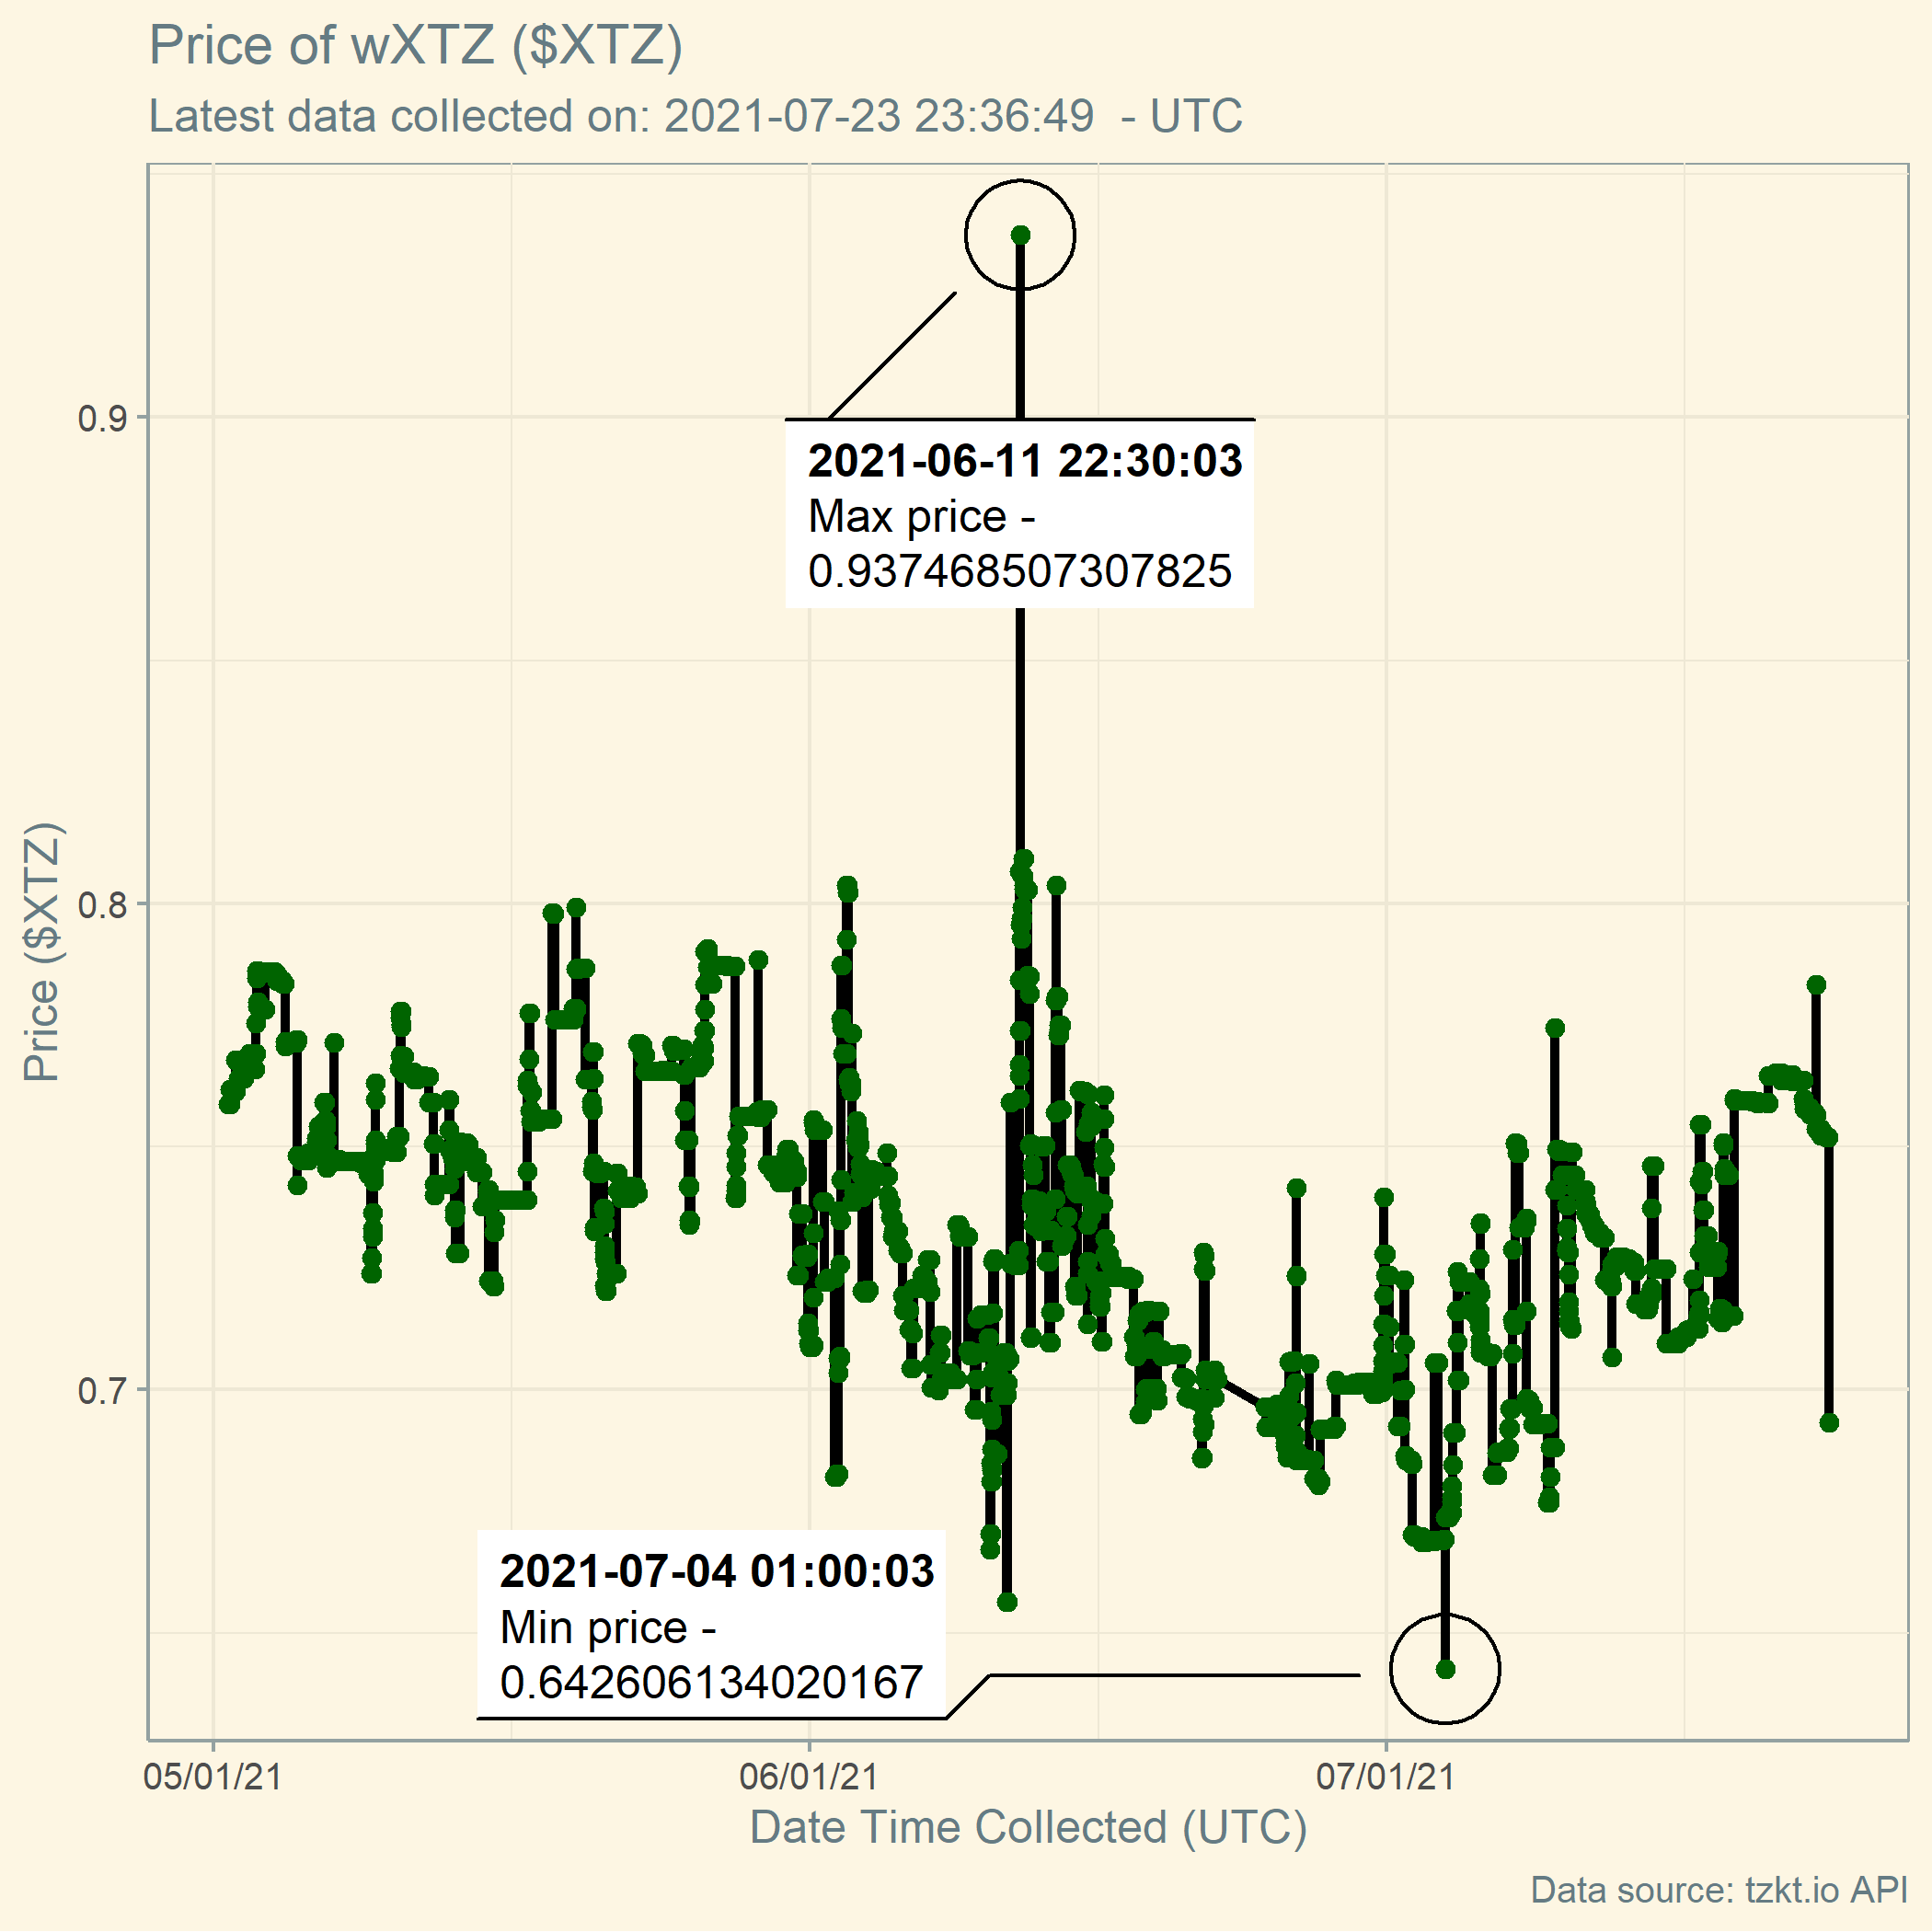 Price of wXTZ ($XTZ)
Latest data collected on: 2021-07-23 23:36:49  - UTC
0.9
2021-06-11 22:30:03
Max price -
0.937468507307825
Price ($XTZ)
0.8
0.7
2021-07-04 01:00:03
Min price -
0.642606134020167
05/01/21
06/01/21
07/01/21
Date Time Collected (UTC)
Data source: tzkt.io API